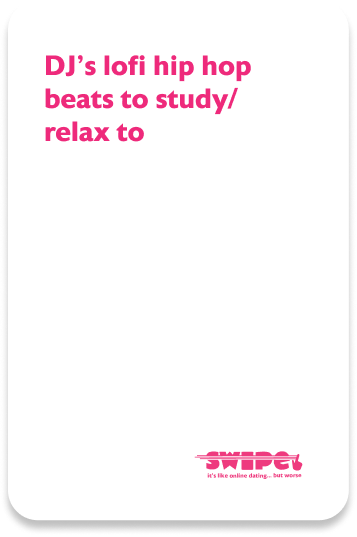 DJ’s lofi hip hop
beats to study/
relax to
SWIPE!
it's like online dating... but worse